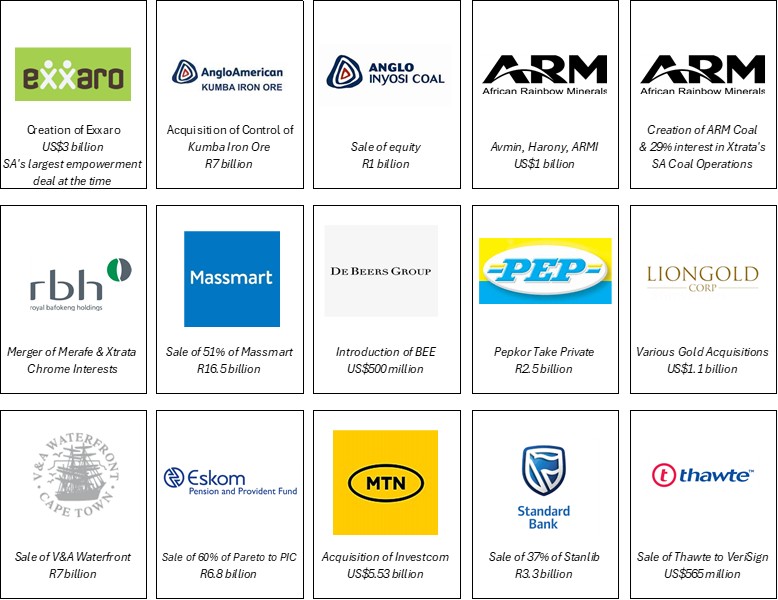 exxaro
AngloAmerican
KUMBA IRON ORE
ANGLO
INYOSI COAL
ARM
African Rainbow Minerals
ARM
African Rainbow Minerals
Creation of Exxaro
US$3 billion
SA's largest empowerment
deal at the time
Acquisition of Control of
Kumba Iron Ore
R7 billion
Sale of equity
R1 billion
Avmin, Harony, ARMI
US$1 billion
Creation of ARM Coal
& 29% interest in Xtrata's
SA Coal Operations
rbh
royal bafokeng holdings
Massmart
DE BEERS GROUP
PEP
LIONGOLD
CORP
Merger of Merafe & Xtrata
Chrome Interests
Sale of 51% of Massmart
R16.5 billion
Introduction of BEE
US$500 million
Pepkor Take Private
R2.5 billion
Various Gold Acquisitions
US$1.1 billion
V&A WATERFRONT
CAPE TOWN
Eskom
Pension and Provident Fund
MTN
Standard
Bank
thawte™
Sale of V&A Waterfront
R7 billion
Sale of 60% of Pareto to PIC
R6.8 billion
Acquisition of Investcom
US$5.53 billion
Sale of 37% of Stanlib
R3.3 billion
Sale of Thawte to VeriSign
US$565 million